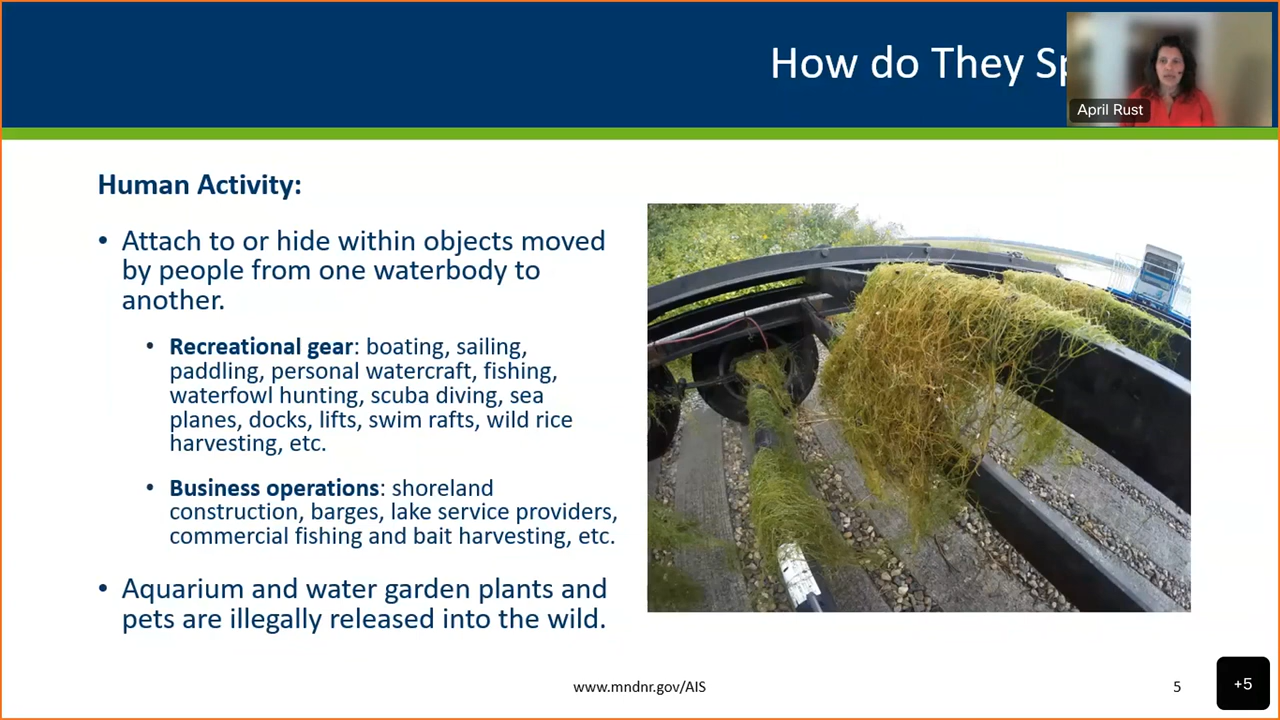 How do They Sp
April Rust
Human Activity:
• Attach to or hide within objects moved
by people from one waterbody to
another.
• Recreational gear: boating, sailing,
paddling, personal watercraft, fishing,
waterfowl hunting, scuba diving, sea
planes, docks, lifts, swim rafts, wild rice
harvesting, etc.
• Business operations: shoreland
construction, barges, lake service providers,
commercial fishing and bait harvesting, etc.
• Aquarium and water garden plants and
pets are illegally released into the wild.
www.mndnr.gov/AIS
5
+5